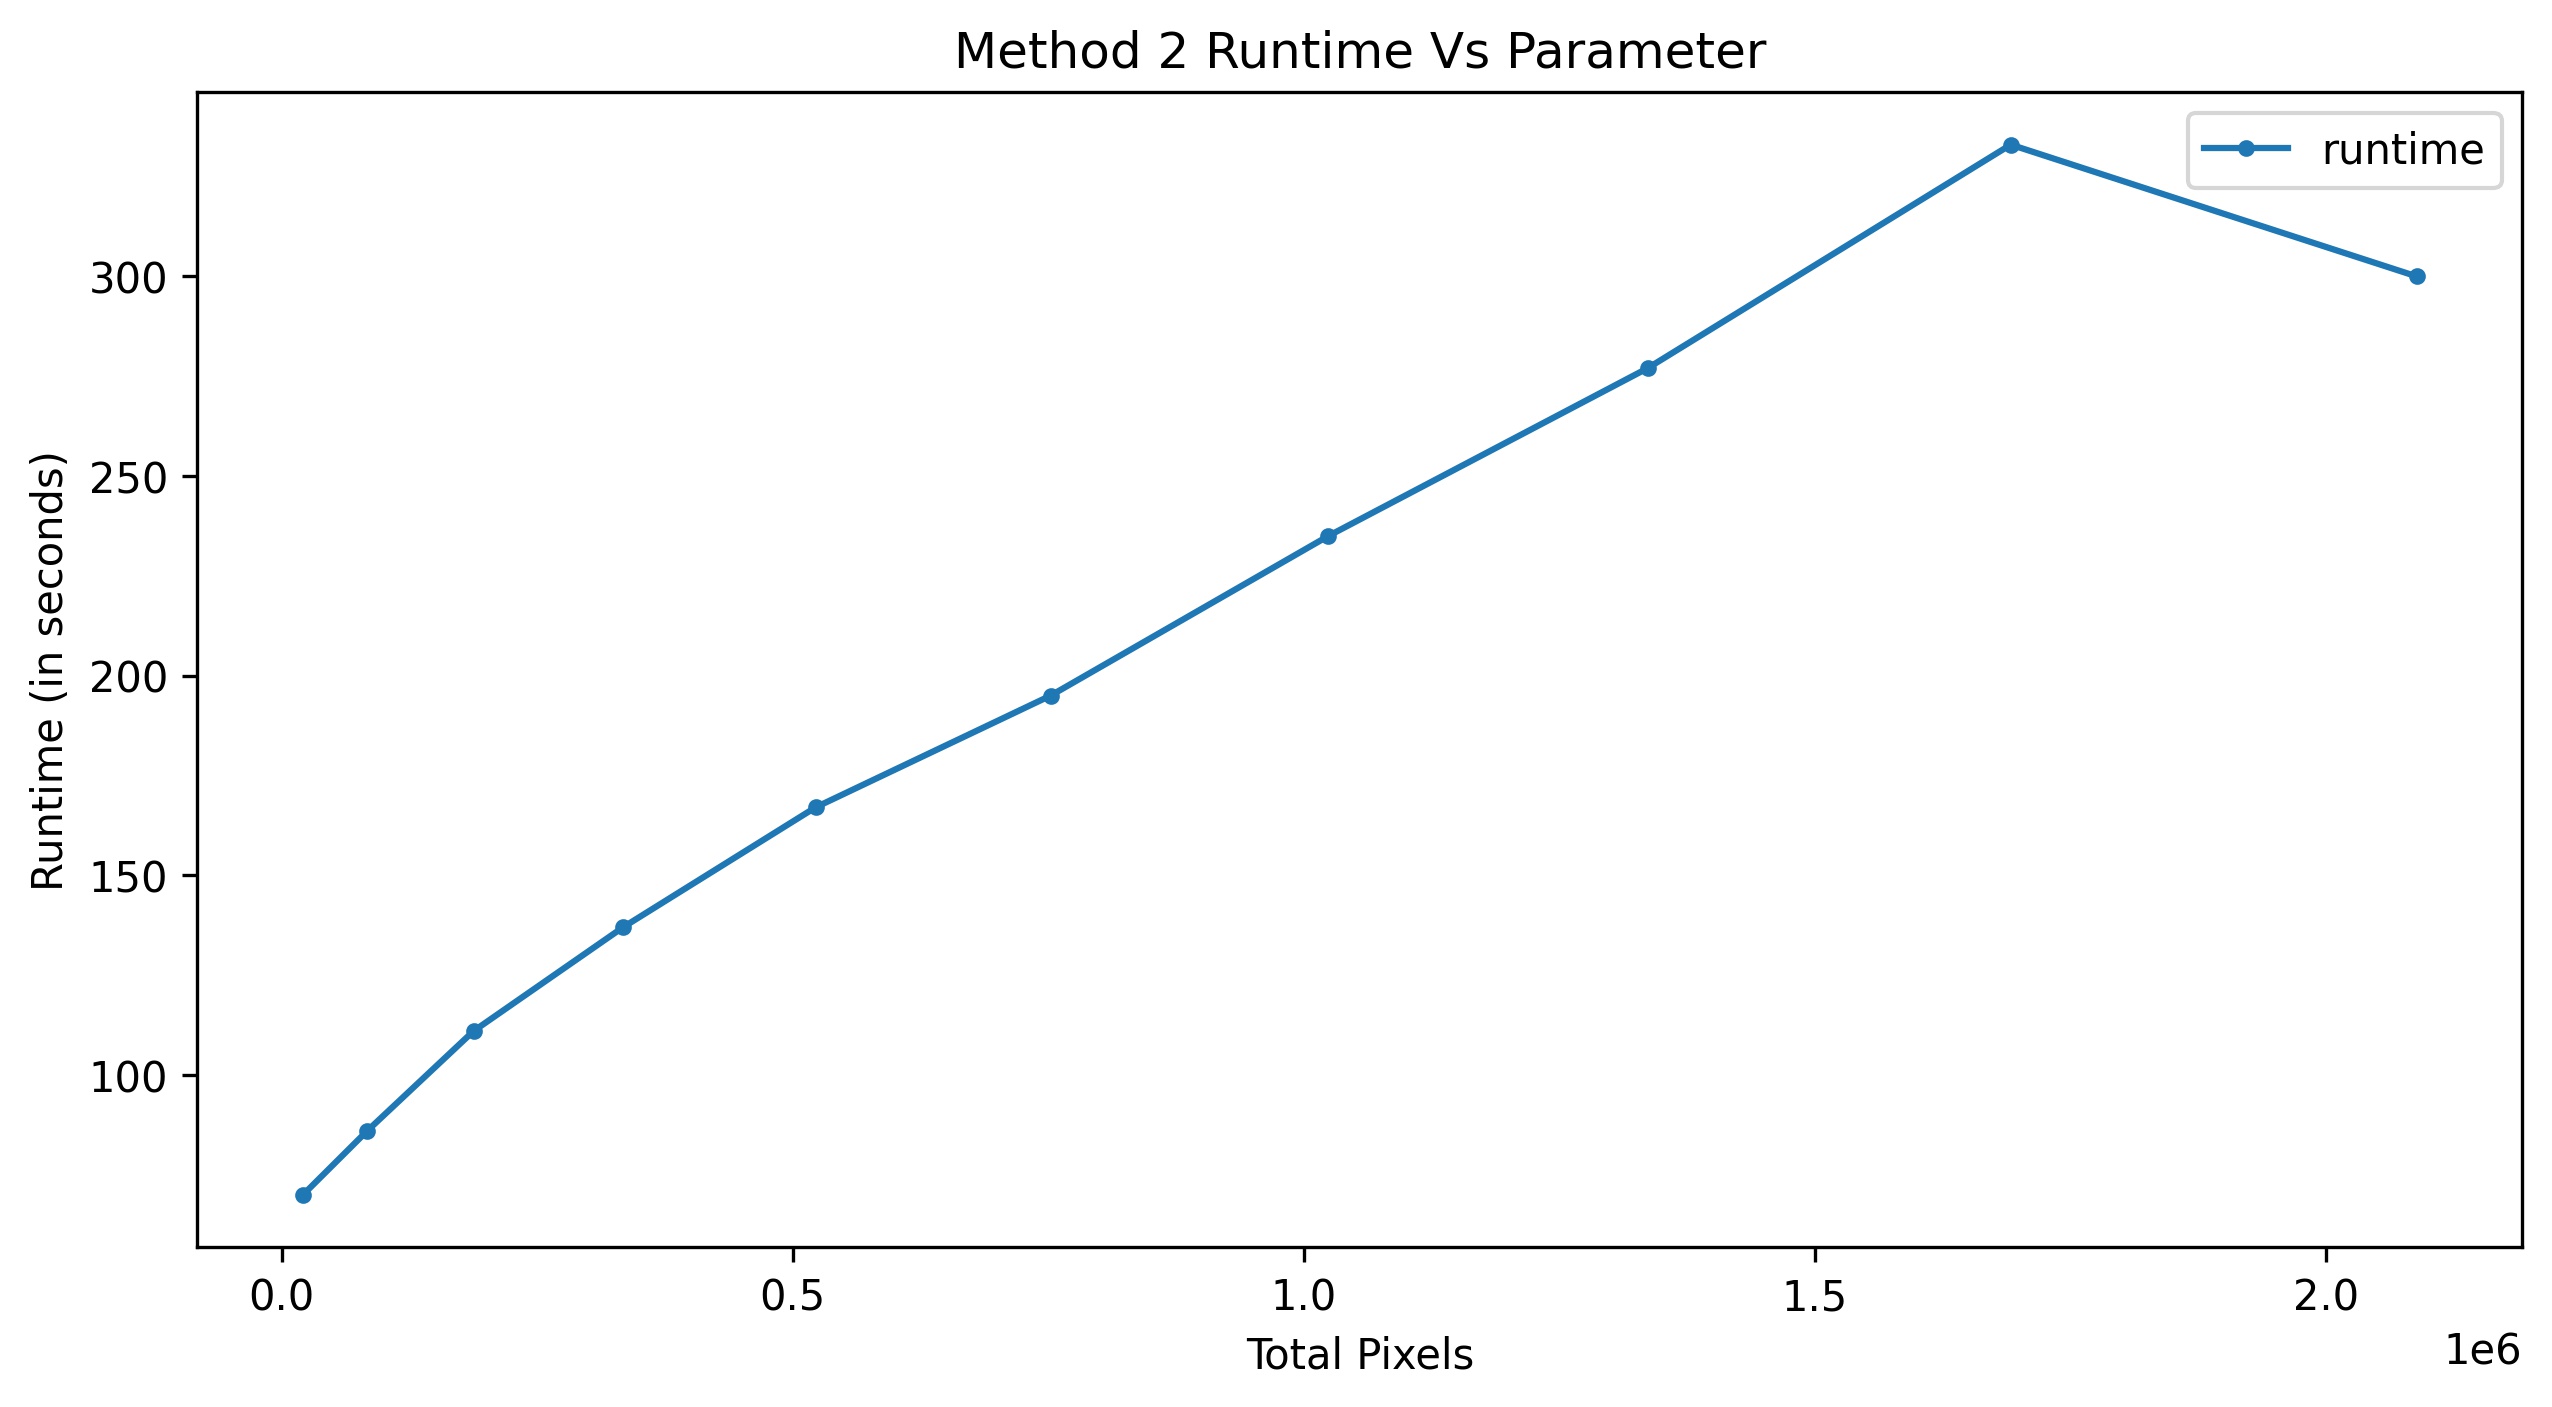 Method 2 Runtime Vs Parameter
runtime
Runtime (in seconds)
300
250
200
150
100
0.0 0.5 1.0 1.5 2.0
1e6
Total Pixels